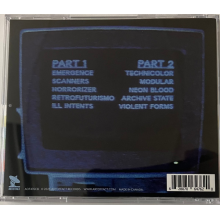 PART 1
EMERGENCE
SCANNERS
HORRORIZER
RETROFUTURISMO
ILL INTENTS
PART 2
TECHNICOLOR
MODULAR
NEON BLOOD
ARCHIVE STATE
VIOLENT FORMS